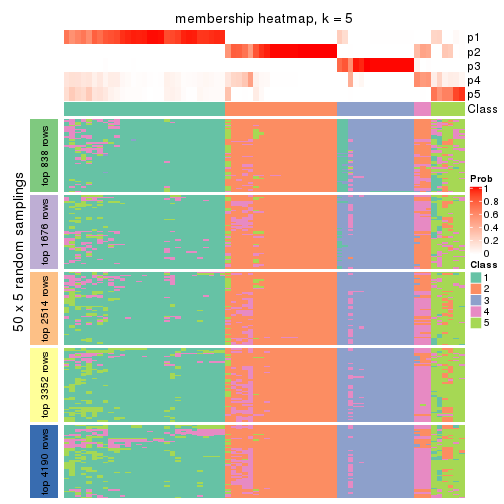 membership heatmap, k = 5
p1
p2
p3
p4
p5
Class
50 x 5 random samplings
top 838 rows
top 1676 rows
top 2514 rows
top 3352 rows
top 4190 rows
Prob
1
0.8
0.6
0.4
0.2
0
Class
1
2
3
4
5